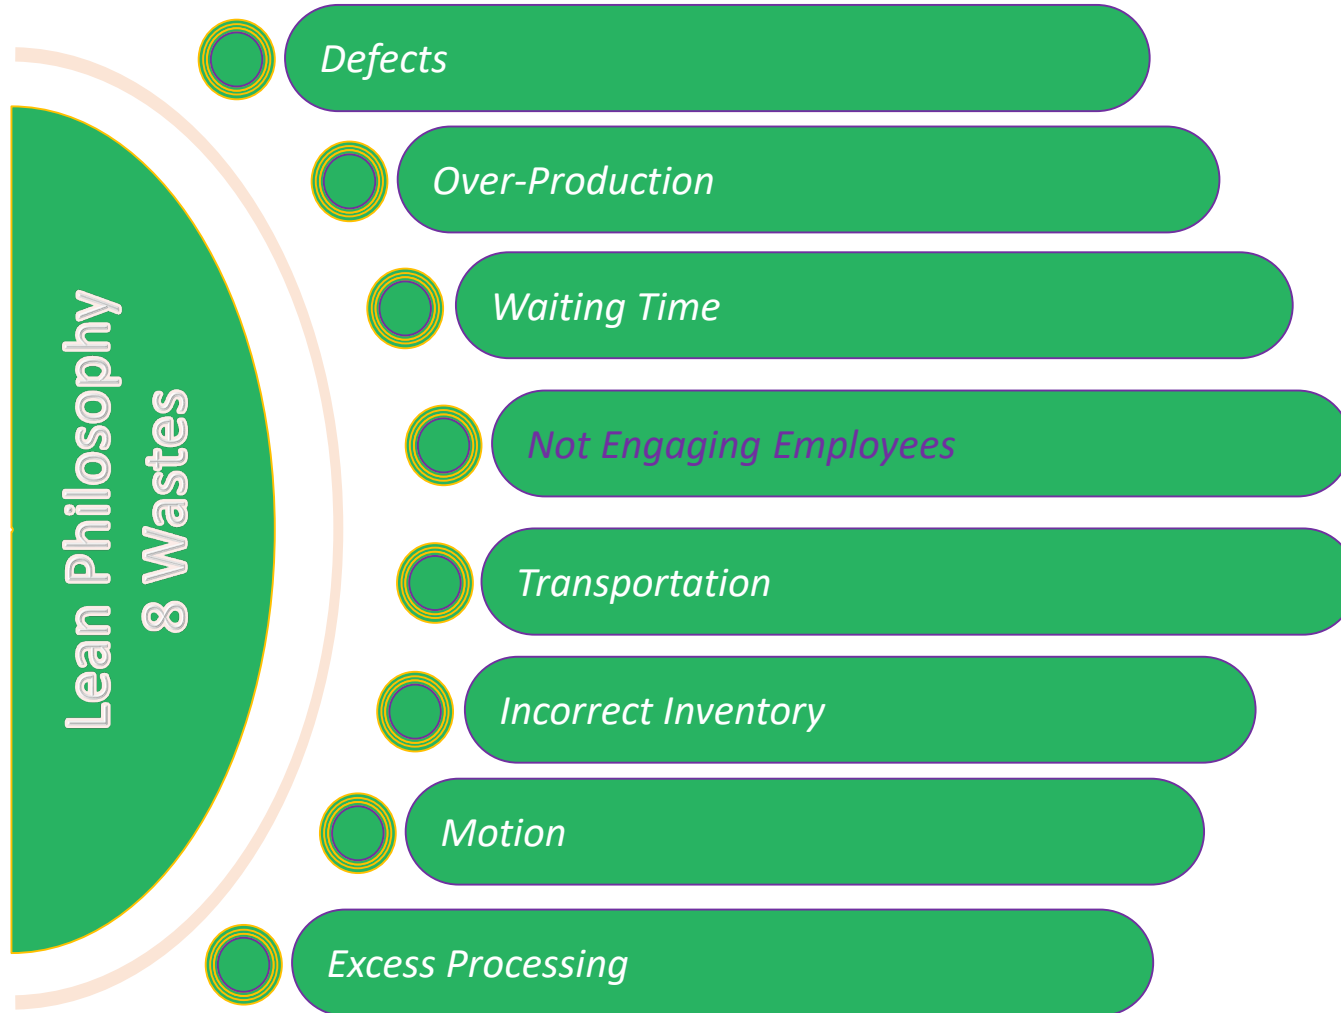 Lean Philosophy
8 Wastes
Defects
Over-Production
Waiting Time
Not Engaging Employees
Transportation
Incorrect Inventory
Motion
Excess Processing